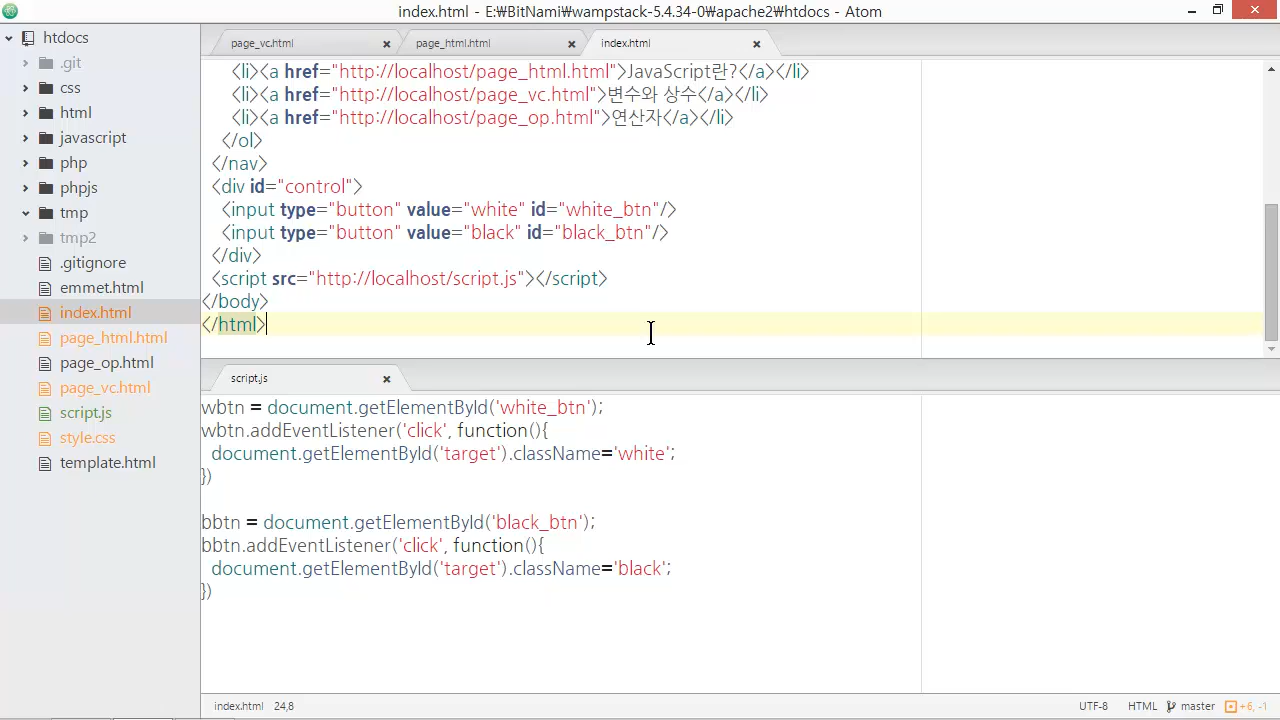 index.html - E:₩BitNami₩wampstack-5.4.34-0₩apache2₩htdocs - Atom
htdocs
.git
css
html
javascript
php
phpjs
tmp
tmp2
.gitignore
emmet.html
index.html
page_html.html
page_op.html
page_vc.html
script.js
style.css
template.html
page_vc.html
page_html.html
index.html
<li><a href="http://localhost/page_html.html">JavaScript란?</a></li>
<li><a href="http://localhost/page_vc.html">변수와 상수</a></li>
<li><a href="http://localhost/page_op.html">연산자</a></li>
</ol>
</nav>
<div id="control">
<input type="button" value="white" id="white_btn"/>
<input type="button" value="black" id="black_btn"/>
</div>
<script src="http://localhost/script.js"></script>
</body>
</html>
script.js
wbtn = document.getElementById('white_btn');
wbtn.addEventListener('click', function(){
document.getElementById('target').className='white';
})
bbtn = document.getElementById('black_btn');
bbtn.addEventListener('click', function(){
document.getElementById('target').className='black';
})
index.html 24,8
UTF-8 HTML master +6, -1